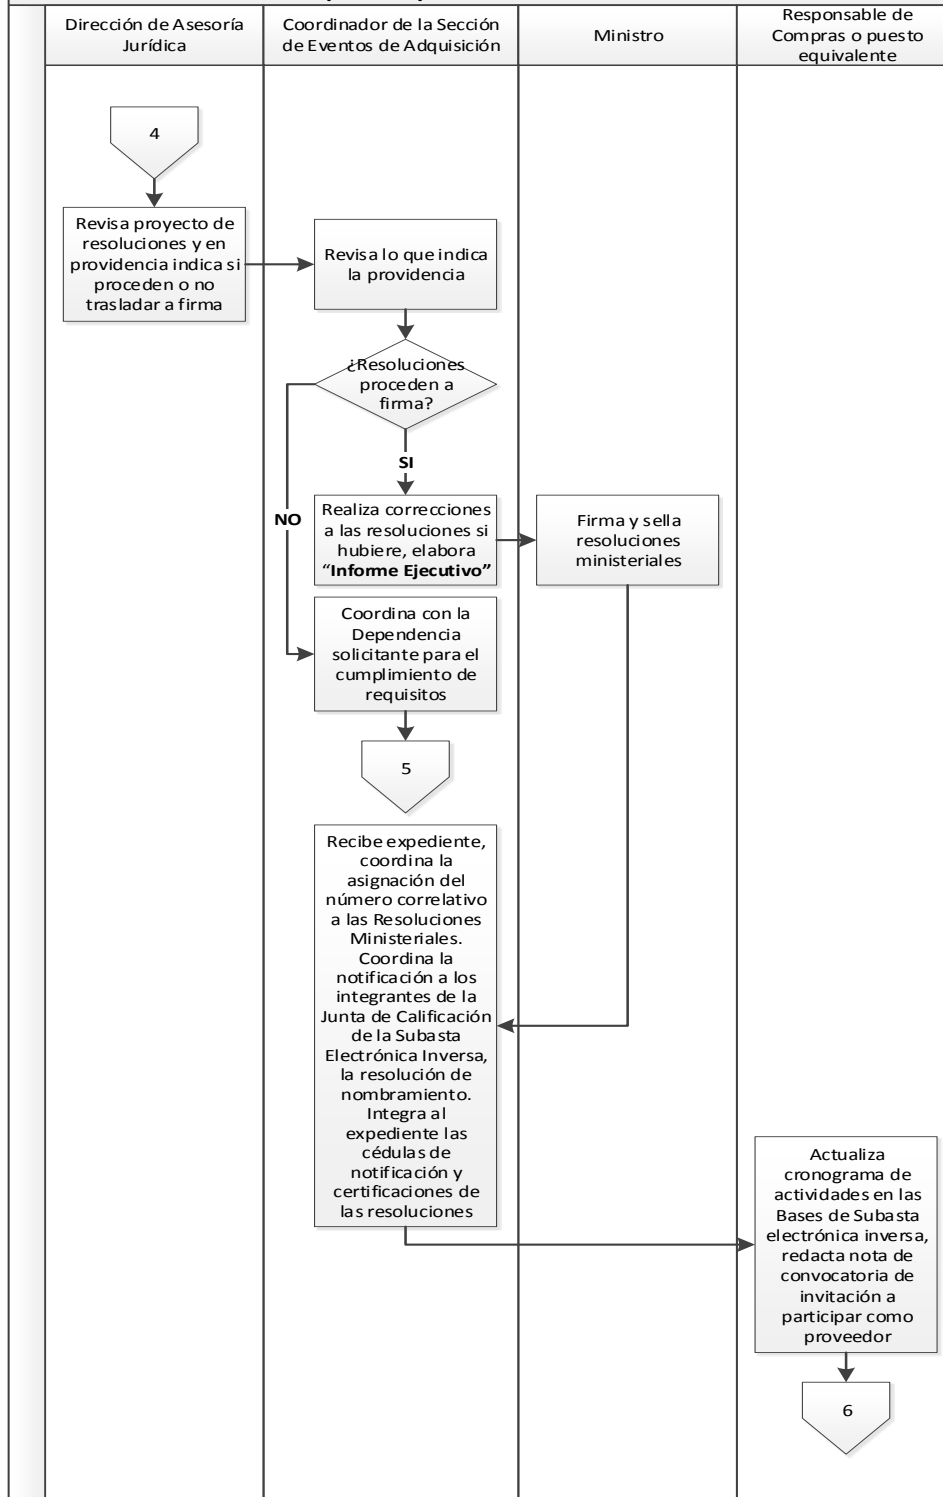 Dirección de Asesoría
Jurídica
Coordinador de la Sección
de Eventos de Adquisición
Ministro
Responsable de
Compras o puesto
equivalente
4
Revisa proyecto de
resoluciones y en
providencia indica si
proceden o no
trasladar a firma
Revisa lo que indica
la providencia
¿Resoluciones
proceden a
firma?
SI
NO
Realiza correcciones
a las resoluciones si
hubiere, elabora
“Informe Ejecutivo”
Firma y sella
resoluciones
ministeriales
Coordina con la
Dependencia
solicitante para el
cumplimiento de
requisitos
5
Recibe expediente,
coordina la
asignación del
número correlativo
a las Resoluciones
Ministeriales.
Coordina la
notificación a los
integrantes de la
Junta de Calificación
de la Subasta
Electrónica Inversa,
la resolución de
nombramiento.
Integra al
expediente las
cédulas de
notificación y
certificaciones de
las resoluciones
Actualiza
cronograma de
actividades en las
Bases de Subasta
electrónica inversa,
redacta nota de
convocatoria de
invitación a
participar como
proveedor
6